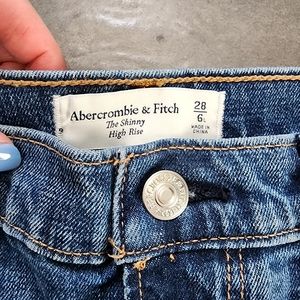 Abercrombie & Fitch
The Skinny
High Rise
28
6
MADE IN
CHINA